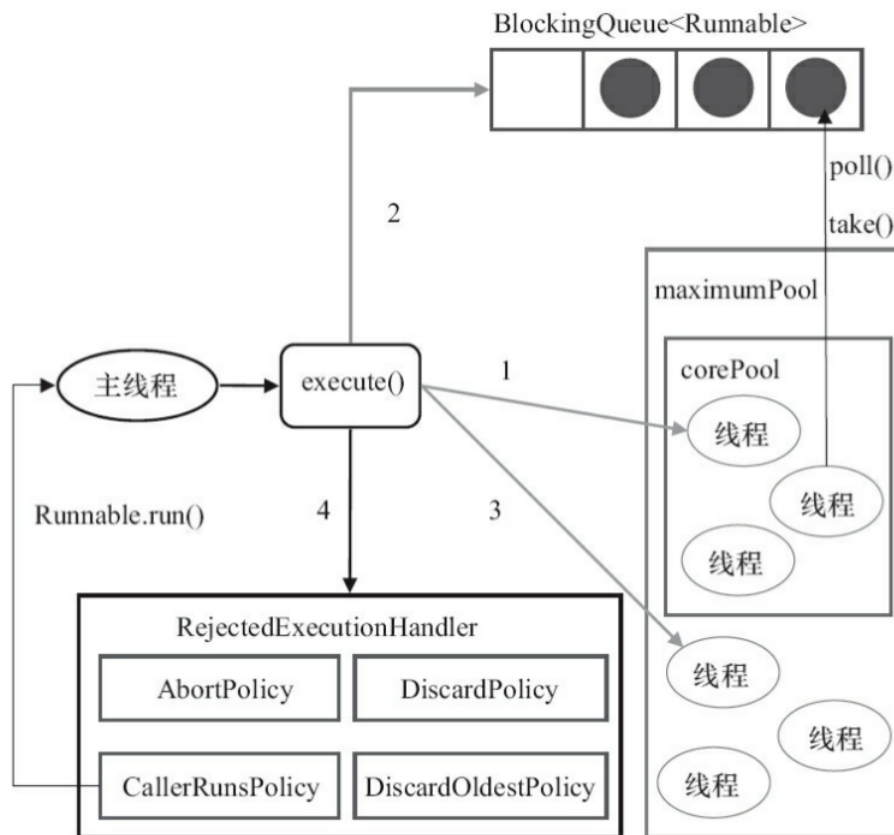 BlockingQueue<Runnable>
poll()
2
take()
maximumPool
1
corePool
主线程
execute()
线程
Runnable.run()
4
3
线程
线程
RejectedExecutionHandler
线程
AbortPolicy
DiscardPolicy
线程
CallerRunsPolicy
DiscardOldestPolicy
线程